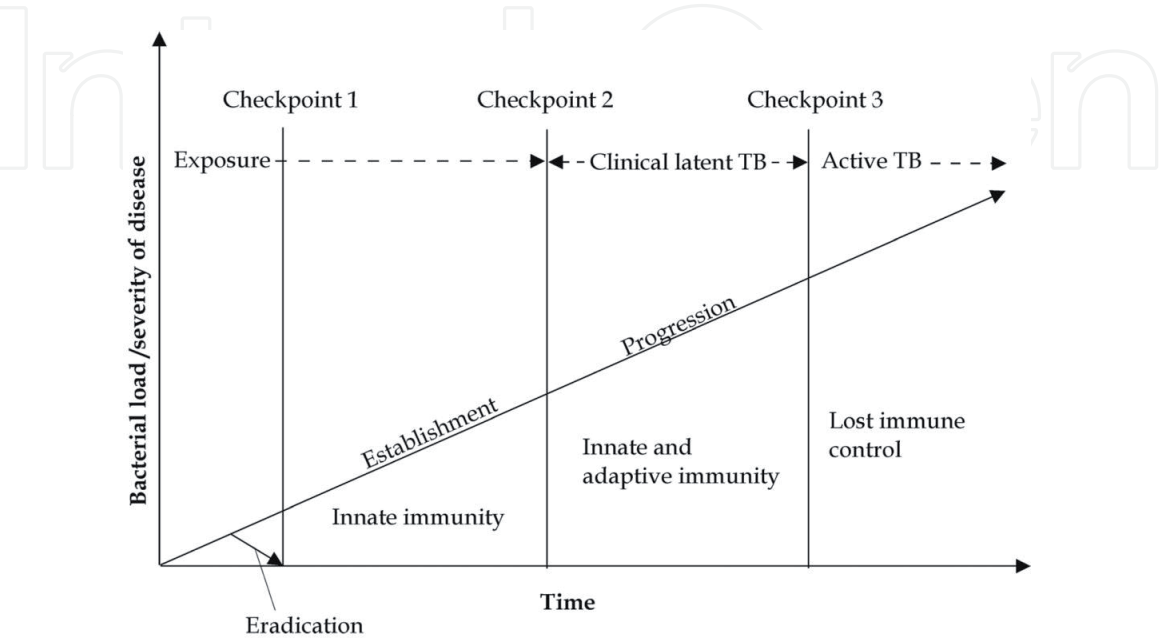 Checkpoint 1
Checkpoint 2
Checkpoint 3
Exposure
Clinical latent TB
Active TB
Bacterial load /severity of disease
Progression
Establishment
Lost immune
control
Innate and
adaptive immunity
Innate immunity
Time
Eradication